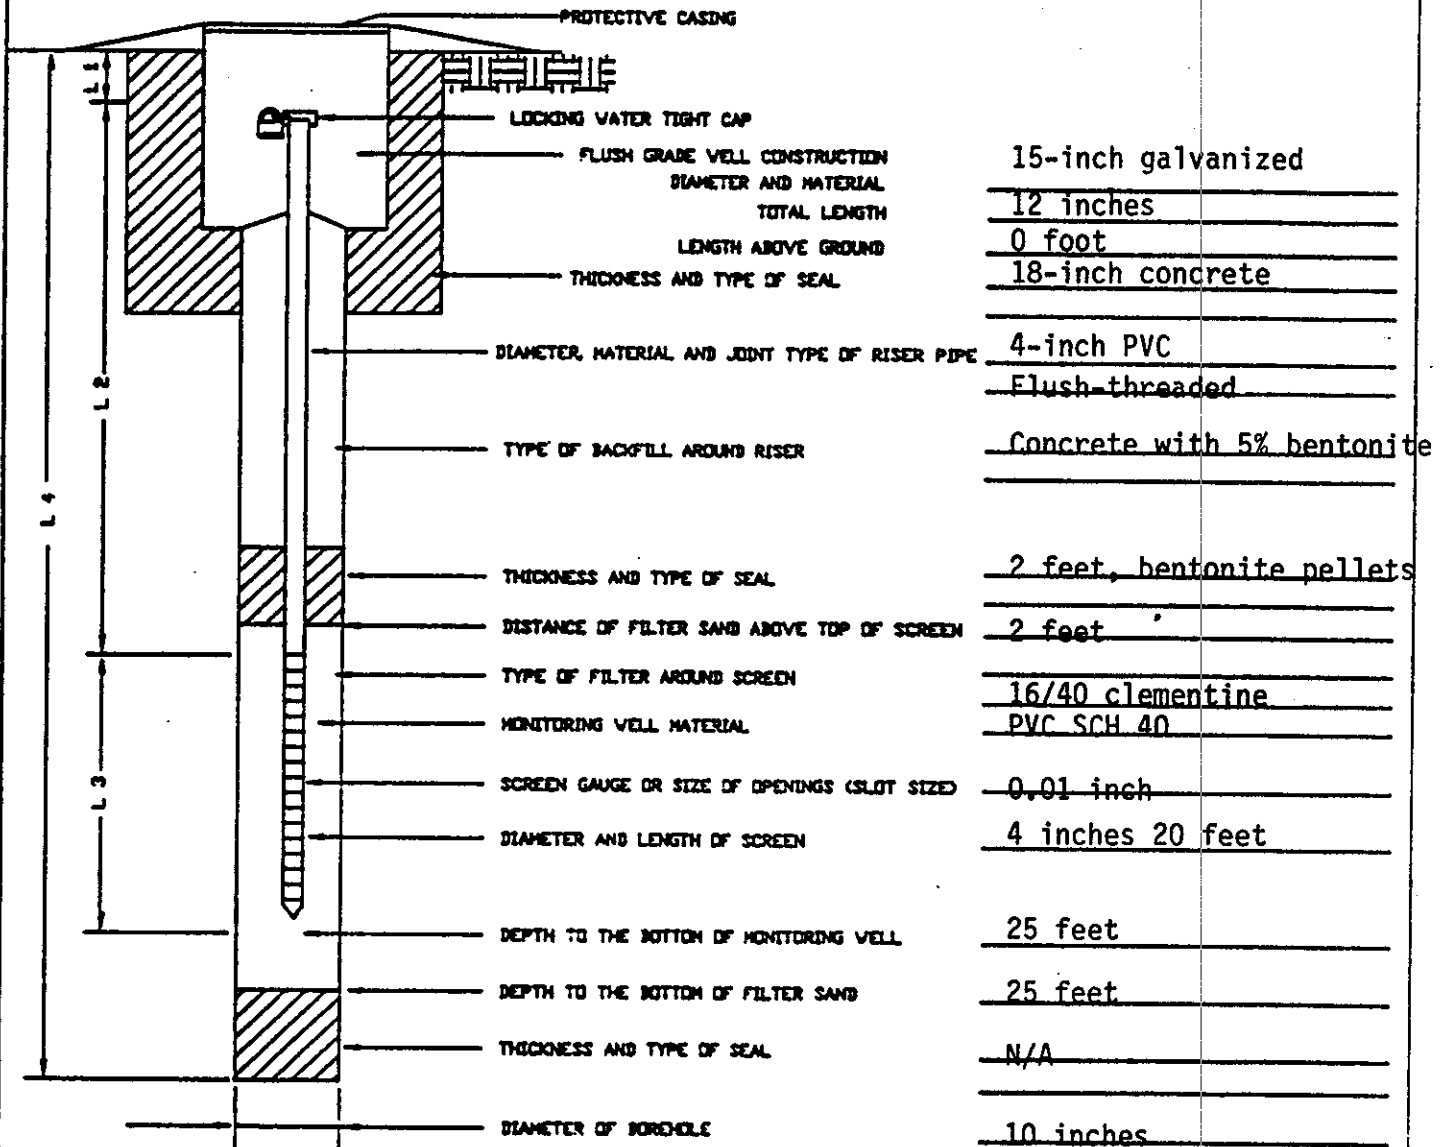 PROTECTIVE CASING
L 1
LOCKING WATER TIGHT CAP
FLUSH GRADE WELL CONSTRUCTION
DIAMETER AND MATERIAL 15-inch galvanized
TOTAL LENGTH 12 inches
LENGTH ABOVE GROUND 0 foot
THICKNESS AND TYPE OF SEAL 18-inch concrete
DIAMETER, MATERIAL AND JOINT TYPE OF RISER PIPE 4-inch PVC
Flush-threaded
L 2
TYPE OF BACKFILL AROUND RISER Concrete with 5% bentonite
L 4
THICKNESS AND TYPE OF SEAL 2 feet, bentonite pellets
DISTANCE OF FILTER SAND ABOVE TOP OF SCREEN 2 feet
TYPE OF FILTER AROUND SCREEN 16/40 clementine
MONITORING WELL MATERIAL PVC SCH 40
L 3
SCREEN GAUGE OR SIZE OF OPENINGS (SLOT SIZE) 0.01 inch
DIAMETER AND LENGTH OF SCREEN 4 inches 20 feet
DEPTH TO THE BOTTOM OF MONITORING WELL 25 feet
DEPTH TO THE BOTTOM OF FILTER SAND 25 feet
THICKNESS AND TYPE OF SEAL N/A
DIAMETER OF BOREHOLE 10 inches